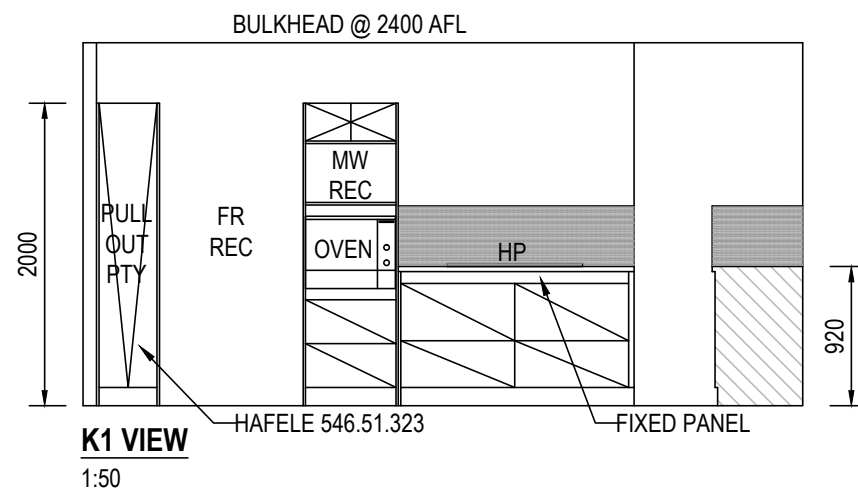 BULKHEAD @ 2400 AFL
2000
PULL
OUT
PTY
FR
REC
MW
REC
OVEN
HP
920
HAFELE 546.51.323
FIXED PANEL
K1 VIEW
1:50